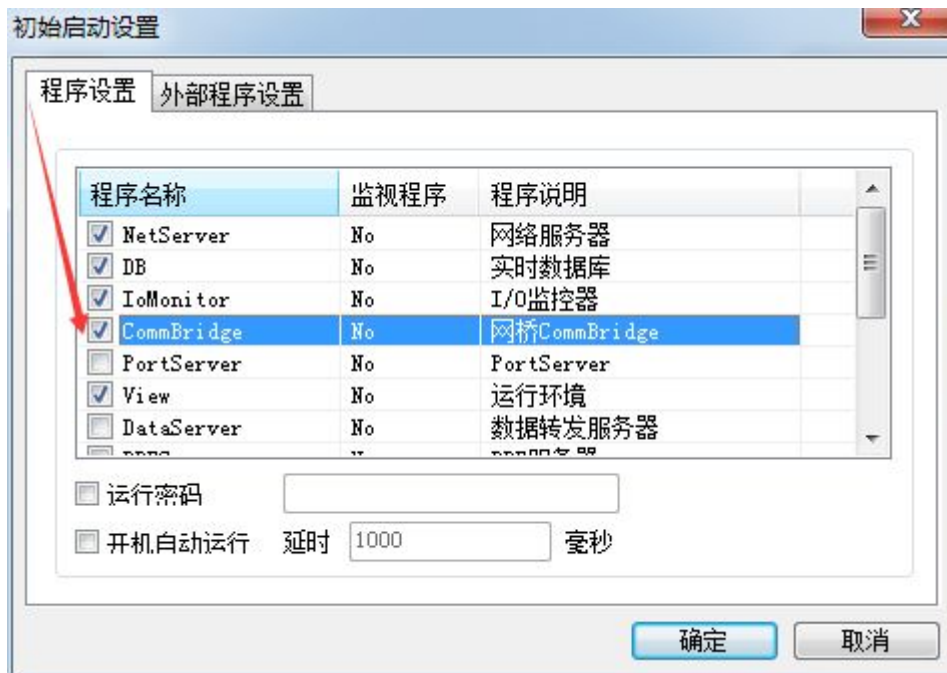 初始启动设置
程序设置 外部程序设置
程序名称 监视程序 程序说明
NetServer No 网络服务器
DB No 实时数据库
IoMonitor No I/O监控器
CommBridge No 网桥CommBridge
PortServer No PortServer
View No 运行环境
DataServer No 数据转发服务器
运行密码
开机自动运行 延时 1000 毫秒
确定 取消